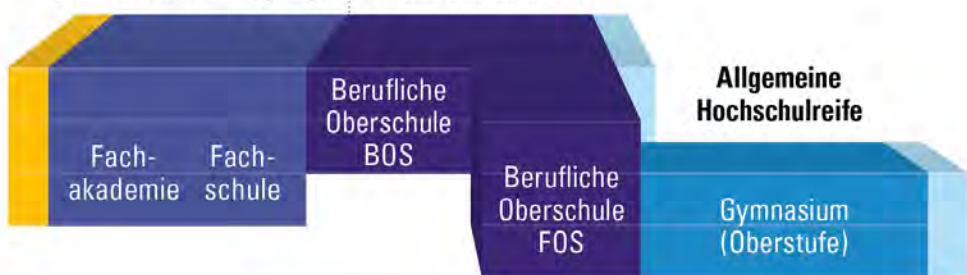 Berufliche
Oberschule
BOS
Allgemeine
Hochschulreife
Fach-
akademie
Fach-
schule
Berufliche
Oberschule
FOS
Gymnasium
(Oberstufe)